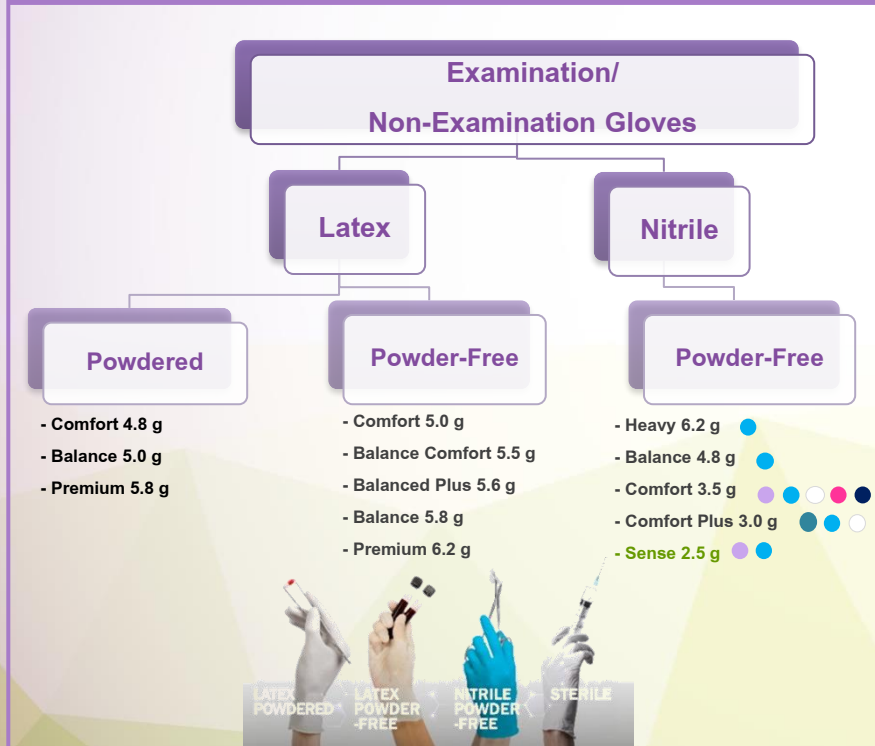 Examination/
Non-Examination Gloves
Latex
Nitrile
Powdered
Powder-Free
Powder-Free
- Comfort 4.8 g
- Balance 5.0 g
- Premium 5.8 g
- Comfort 5.0 g
- Balance Comfort 5.5 g
- Balanced Plus 5.6 g
- Balance 5.8 g
- Premium 6.2 g
- Heavy 6.2 g
- Balance 4.8 g
- Comfort 3.5 g
- Comfort Plus 3.0 g
- Sense 2.5 g
LATEX
POWDERED
LATEX
POWDER
-FREE
NITRILE
POWDER
-FREE
STERILE